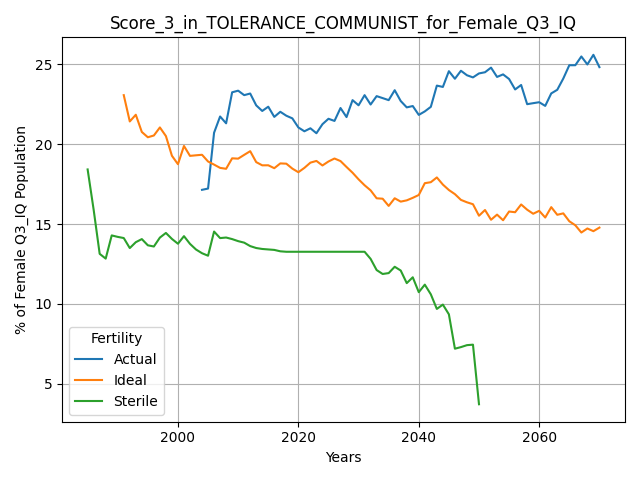 Score_3_in_TOLERANCE_COMMUNIST_for_Female_Q3_IQ
% of Female Q3_IQ Population
25
20
15
10
5
Fertility
Actual
Ideal
Sterile
2000
2020
2040
2060
Years